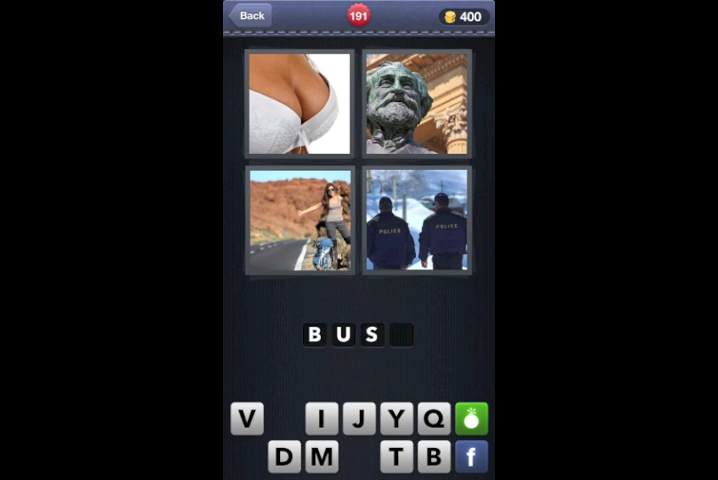 Back
191
400
POLICE
POLICE
B U S
V I J Y Q
D M T B f